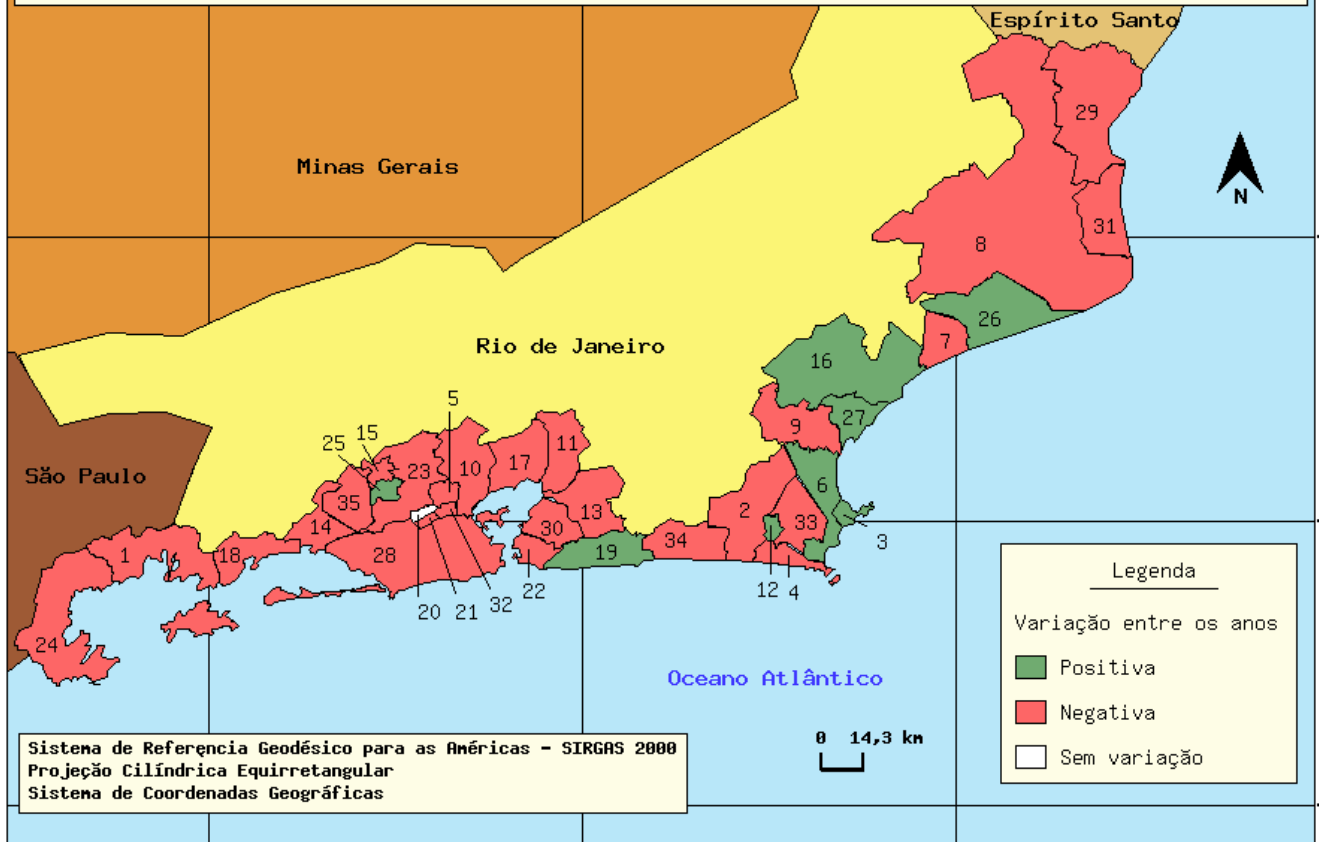 Espírito Santo
29
Minas Gerais
N
31
8
26
7
Rio de Janeiro
16
5
15
27
25
9
11
23
17
10
São Paulo
6
35
13
2
14
30
33
1
18
28
19
34
3
22
12
4
20
21
32
24
Oceano Atlântico
Legenda
Variação entre os anos
Positiva
Negativa
Sem variação
0 14,3 km
Sistema de Referençia Geodésico para as Américas - SIRGAS 2000
Projeção Cilíndrica Equirretangular
Sistema de Coordenadas Geográficas